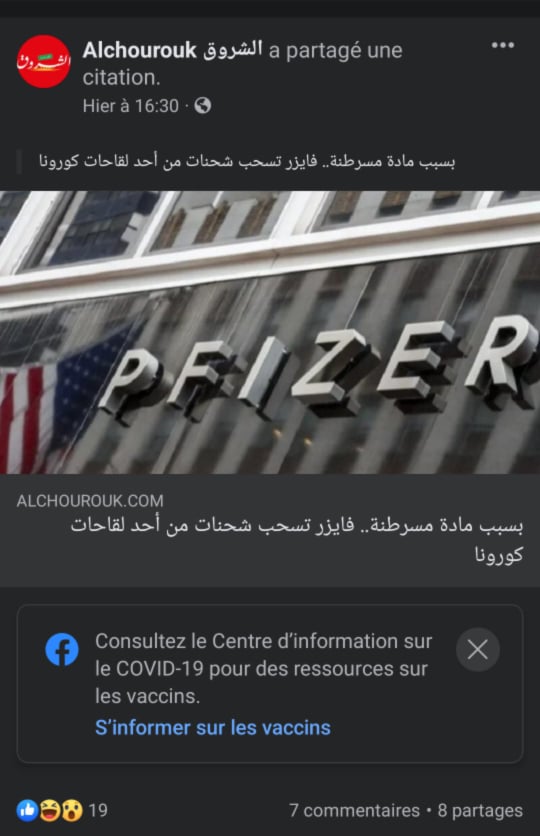 Alchourouk الشروق a partagé une
citation.
Hier à 16:30 ·
بسبب مادة مسرطنة.. فايزر تسحب شحنات من أحد لقاحات كورونا
الشروق
PFIZER
ALCHOUROUK.COM
بسبب مادة مسرطنة.. فايزر تسحب شحنات من أحد لقاحات
كورونا
Consultez le Centre d’information sur
le COVID-19 pour des ressources sur
les vaccins.
S’informer sur les vaccins
19
7 commentaires • 8 partages